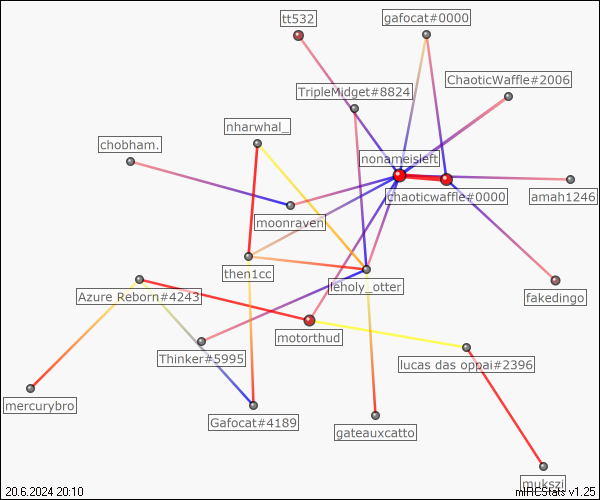 tt532
gafocat#0000
ChaoticWaffle#2006
TripleMidget#8824
nharwhal_
chobham.
nonameisleft
chaoticwaffle#0000
amah1246
moonraven
then1cc
leholy_otter
Azure Reborn#4243
fakedingo
motorthud
Thinker#5995
lucas das oppai#2396
mercurybro
Gafocat#4189
gateauxcatto
mukszi
20.6.2024 20:10
mIRCStats v1.25